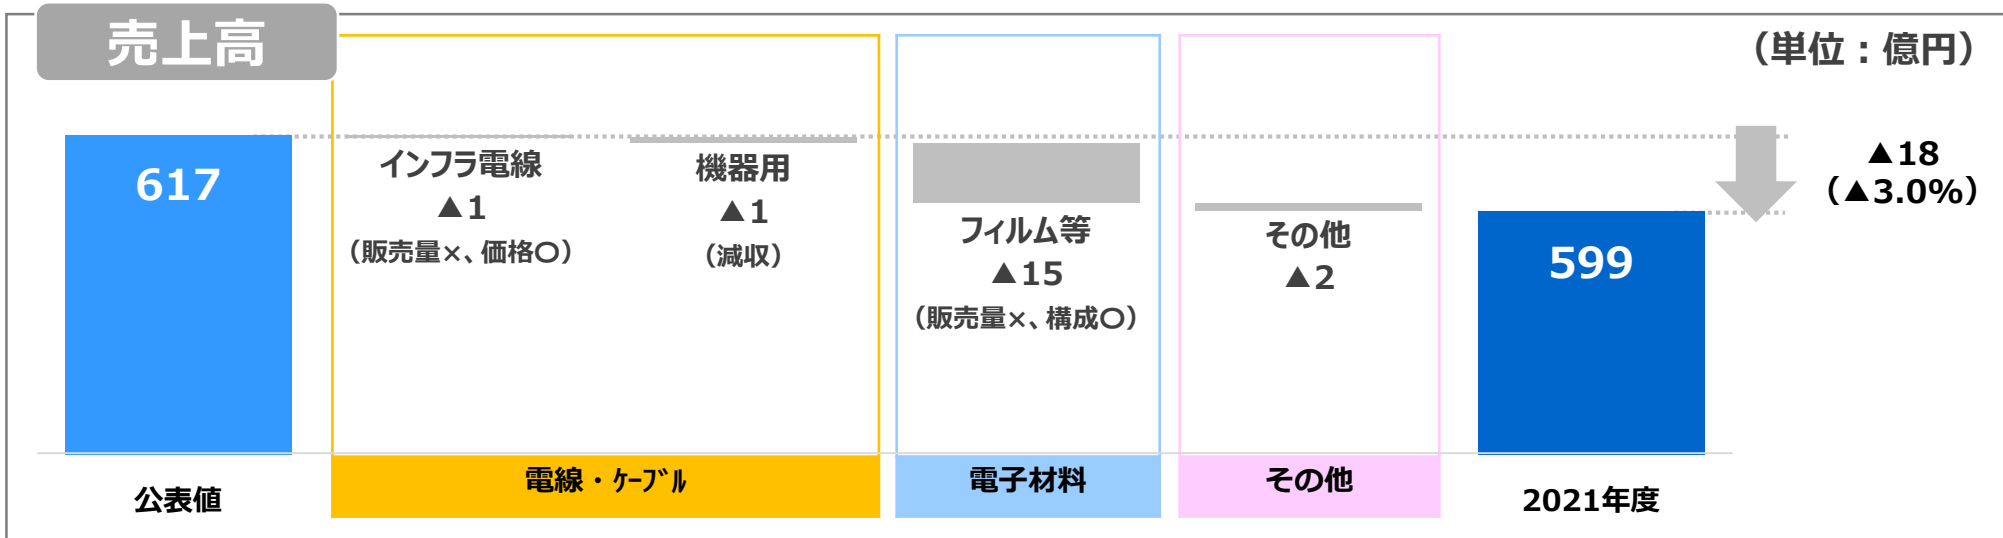 売上高
（単位：億円）
617
インフラ電線
▲1
（販売量×、価格〇）
機器用
▲1
（減収）
フィルム等
▲15
（販売量×、構成〇）
その他
▲2
599
▲18
（▲3.0%）
公表値
電線・ｹｰﾌﾞﾙ
電子材料
その他
2021年度